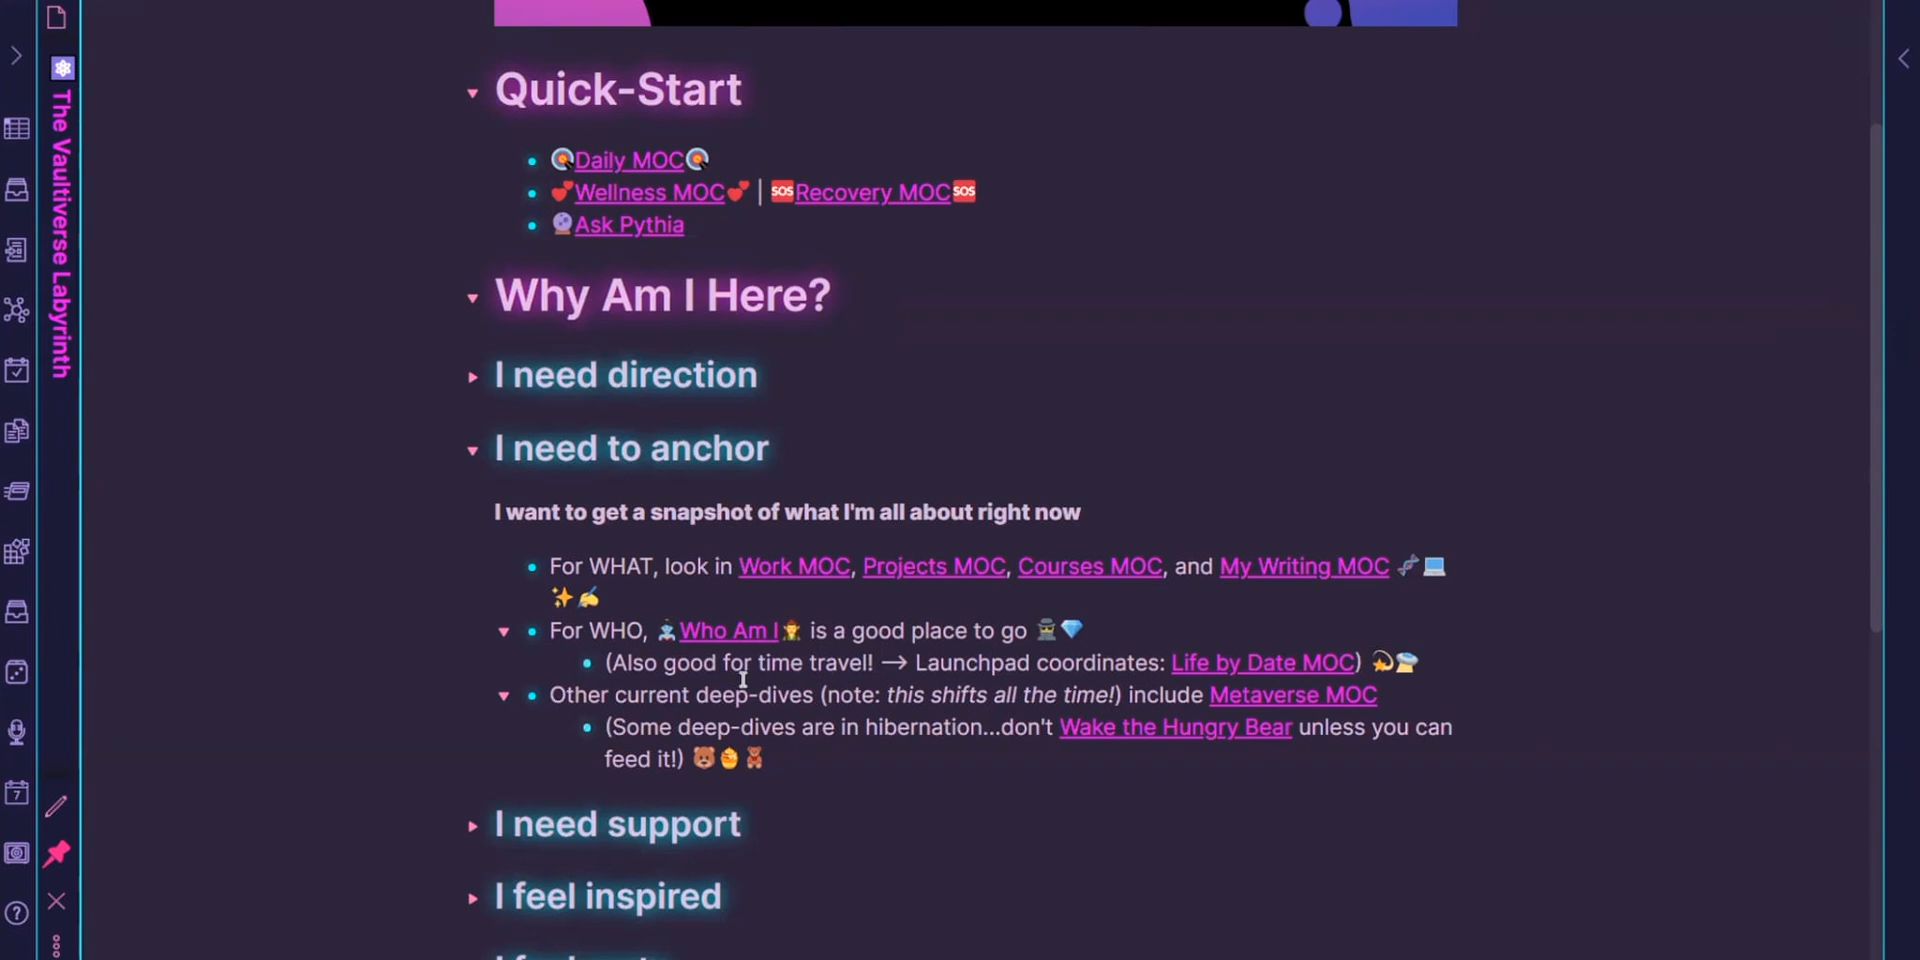 The Vaultiverse Labyrinth
Quick-Start
Daily MOC
Wellness MOC | SOS Recovery MOC SOS
Ask Pythia
Why Am I Here?
I need direction
I need to anchor
I want to get a snapshot of what I'm all about right now
For WHAT, look in Work MOC, Projects MOC, Courses MOC, and My Writing MOC
For WHO, Who Am I is a good place to go
(Also good for time travel! → Launchpad coordinates: Life by Date MOC)
Other current deep-dives (note: this shifts all the time!) include Metaverse MOC
(Some deep-dives are in hibernation...don't Wake the Hungry Bear unless you can
feed it!)
I need support
I feel inspired
7